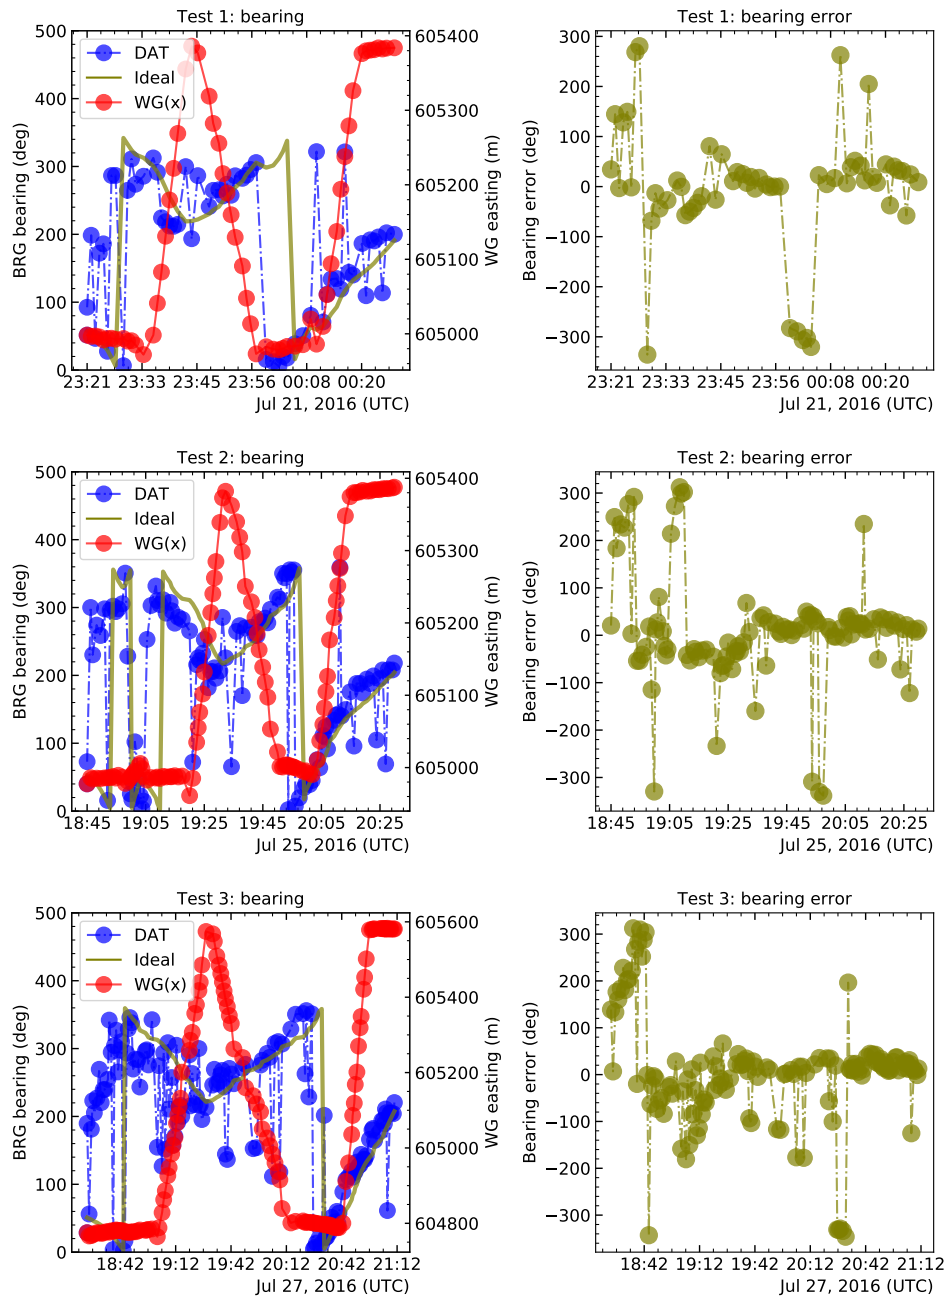 Test 1: bearing
500
400
300
200
100
0
BRG bearing (deg)
DAT
Ideal
WG(x)
605400
605300
605200
605100
605000
WG easting (m)
23:21 23:33 23:45 23:56 00:08 00:20
Jul 21, 2016 (UTC)
Test 1: bearing error
300
200
100
0
−100
−200
−300
Bearing error (deg)
23:21 23:33 23:45 23:56 00:08 00:20
Jul 21, 2016 (UTC)
Test 2: bearing
500
400
300
200
100
0
BRG bearing (deg)
DAT
Ideal
WG(x)
605400
605300
605200
605100
605000
WG easting (m)
18:45 19:05 19:25 19:45 20:05 20:25
Jul 25, 2016 (UTC)
Test 2: bearing error
300
200
100
0
−100
−200
−300
Bearing error (deg)
18:45 19:05 19:25 19:45 20:05 20:25
Jul 25, 2016 (UTC)
Test 3: bearing
500
400
300
200
100
0
BRG bearing (deg)
DAT
Ideal
WG(x)
605600
605400
605200
605000
604800
WG easting (m)
18:42 19:12 19:42 20:12 20:42 21:12
Jul 27, 2016 (UTC)
Test 3: bearing error
300
200
100
0
−100
−200
−300
Bearing error (deg)
18:42 19:12 19:42 20:12 20:42 21:12
Jul 27, 2016 (UTC)